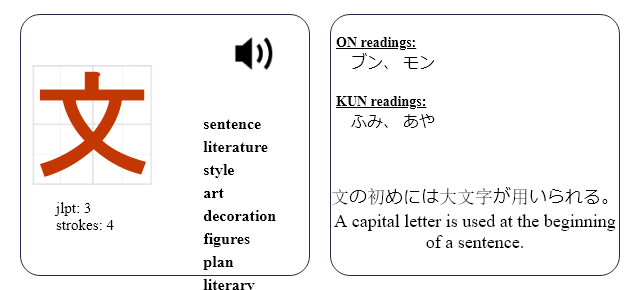 文
jlpt: 3
strokes: 4
sentence
literature
style
art
decoration
figures
plan
literary
ON readings:
ブン、 モン
KUN readings:
ふみ、 あや
文の初めには大文字が用いられる。
A capital letter is used at the beginning
of a sentence.